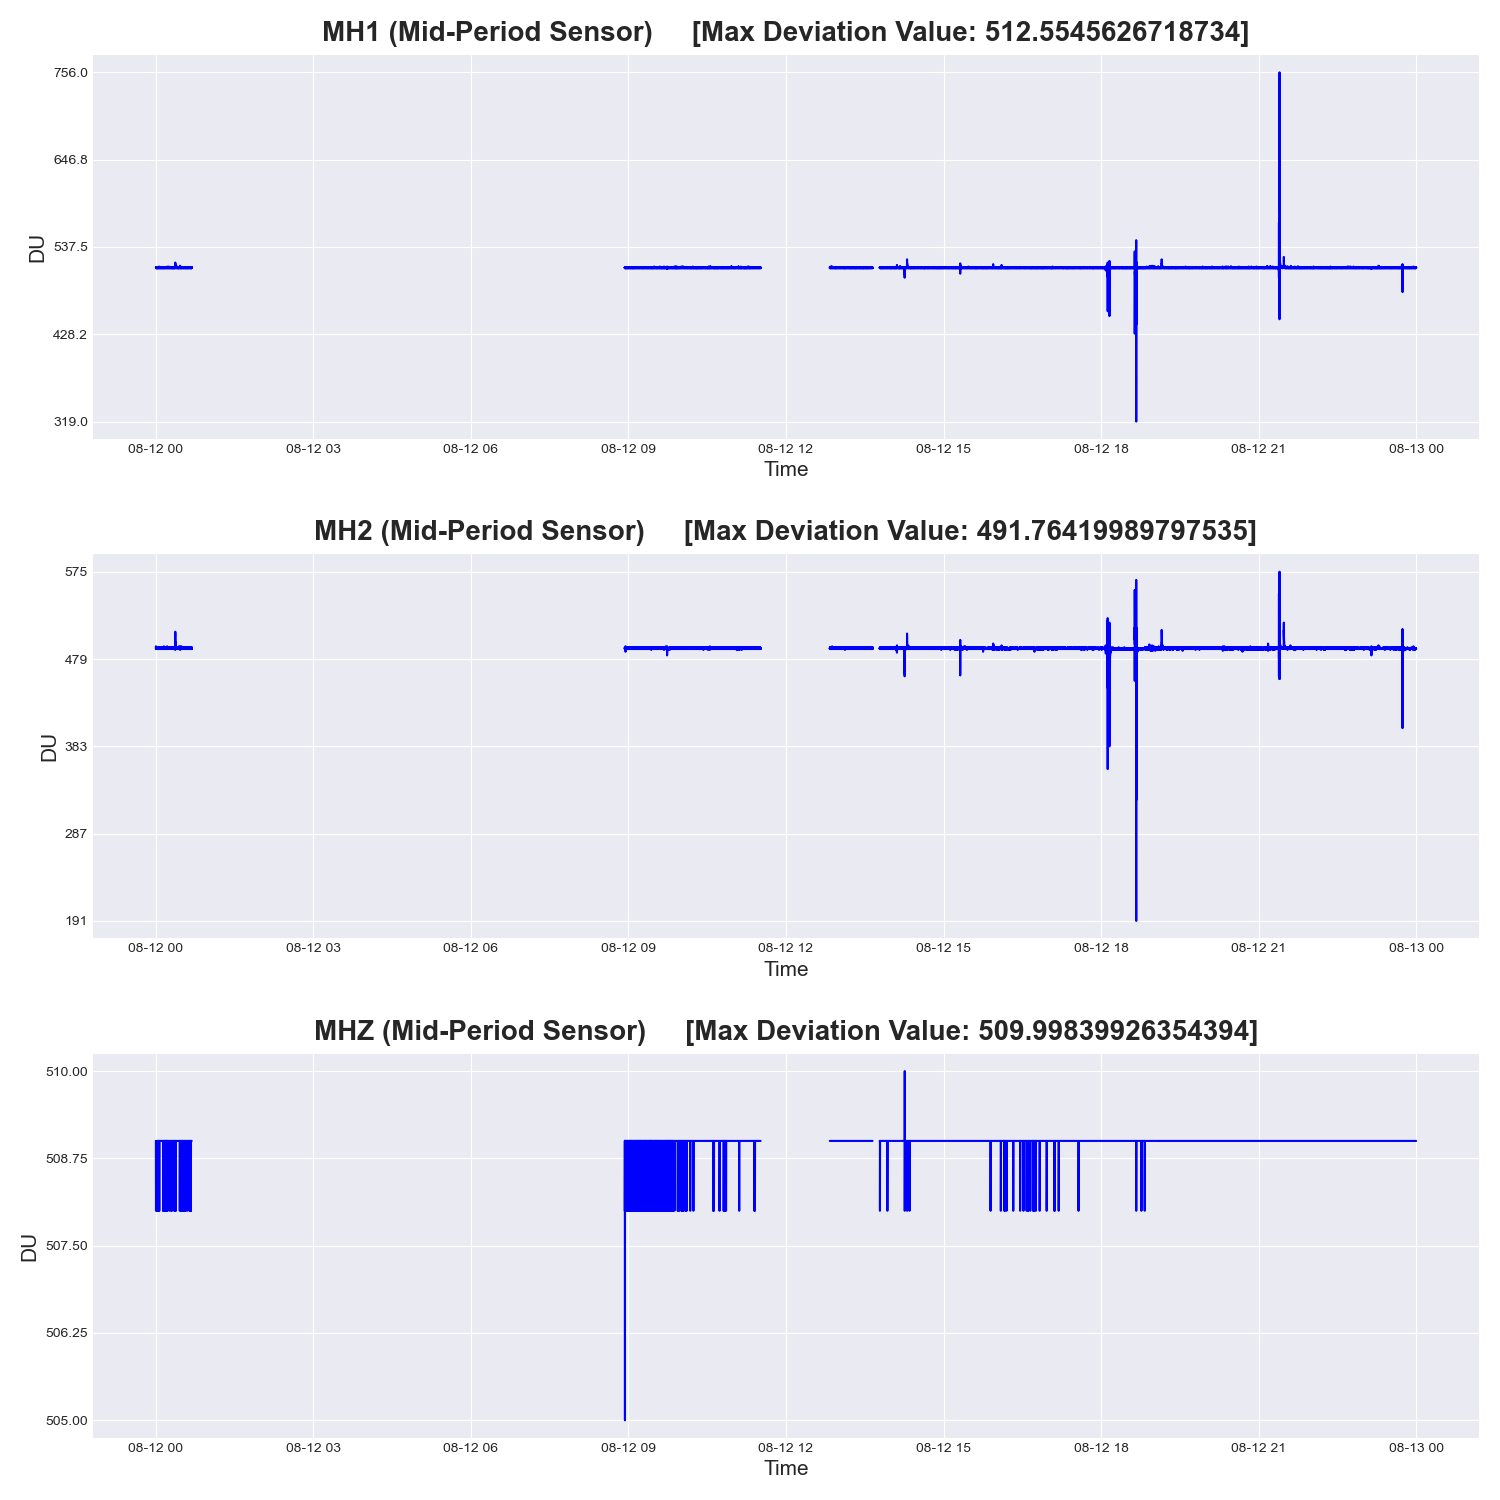 MH1 (Mid-Period Sensor) [Max Deviation Value: 512.5545626718734]
756.0
646.8
537.5
428.2
319.0
DU
08-12 00 08-12 03 08-12 06 08-12 09 08-12 12 08-12 15 08-12 18 08-12 21 08-13 00
Time
MH2 (Mid-Period Sensor) [Max Deviation Value: 491.76419989797535]
575
479
383
287
191
DU
08-12 00 08-12 03 08-12 06 08-12 09 08-12 12 08-12 15 08-12 18 08-12 21 08-13 00
Time
MHZ (Mid-Period Sensor) [Max Deviation Value: 509.99839926354394]
510.00
508.75
507.50
506.25
505.00
DU
08-12 00 08-12 03 08-12 06 08-12 09 08-12 12 08-12 15 08-12 18 08-12 21 08-13 00
Time